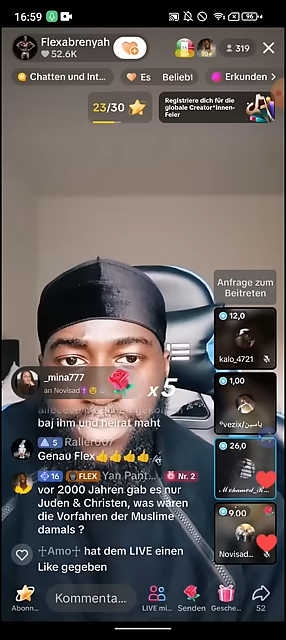 16:59
96
Flexabrenyah
52.6K
319
Chatten und Int...
Es
Beliebt
Erkunden >
23/30
Registriere dich für die
globale Creator*innen-
Feier
Anfrage zum
Beitreten
12,0
kalo_4721
1,00
26,0
9.00
Novisad...
_mina777
an Novisad
x5
baj ihm und heirat maht
5 Raller007
Genau Flex👍👍👍👍
16 FLEX Yan Pant... Nr. 2
vor 2000 Jahren gab es nur
Juden & Christen, was waren
die Vorfahren der Muslime
damals ?
☩Amo☩ hat dem LIVE einen
Like gegeben
Abonn...
Kommenta...
LIVE mi...
Senden
Gesche...
52